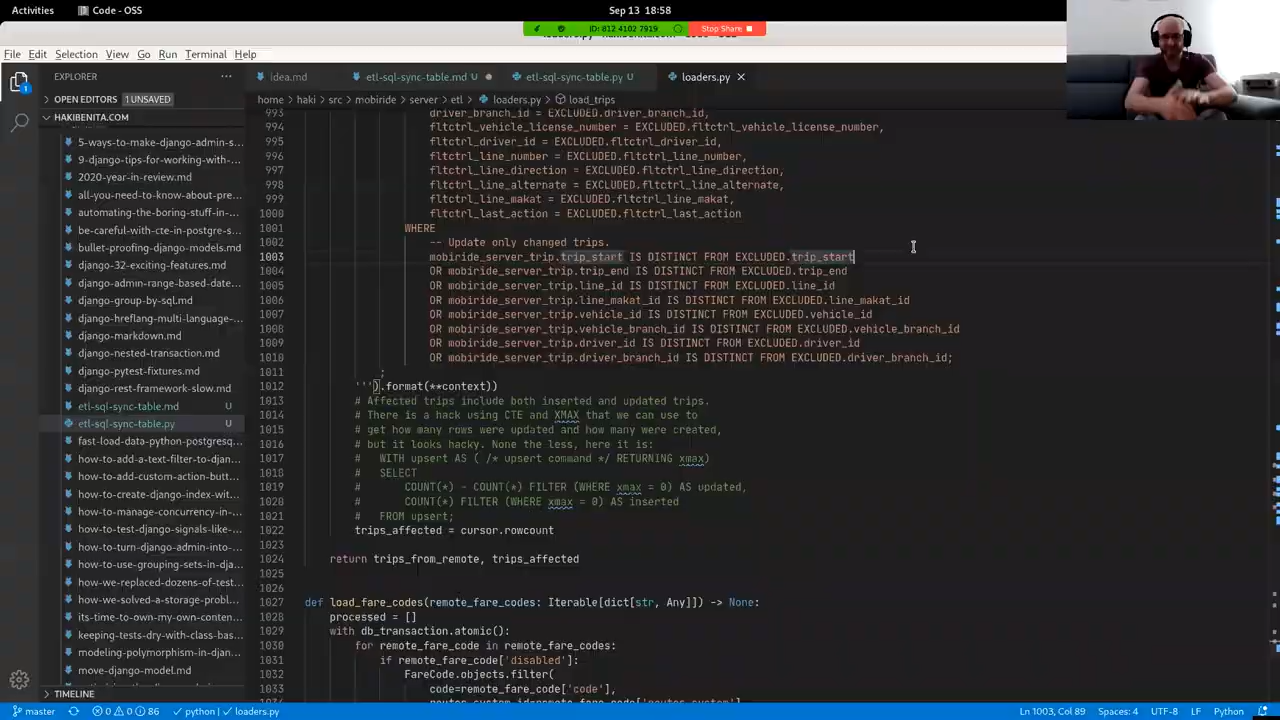 Activities
Code - OSS
Sep 13 18:58
ID: 812 4102 7919
Stop Share
File Edit Selection View Go Run Terminal Help
EXPLORER
idea.md
etl-sql-sync-table.md U
etl-sql-sync-table.py U
loaders.py
OPEN EDITORS 1 UNSAVED
HAKIBENITA.COM
home > haki > src > mobiride > server > etl > loaders.py > load_trips
5-ways-to-make-django-admin-s...
9-django-tips-for-working-with-...
2020-year-in-review.md
all-you-need-to-know-about-pre...
automating-the-boring-stuff-in-...
be-careful-with-cte-in-postgre-s...
bullet-proofing-django-models.md
django-32-exciting-features.md
django-admin-range-based-date...
django-group-by-sql.md
django-hreflang-multi-language-...
django-markdown.md
django-nested-transaction.md
django-pytest-fixtures.md
django-rest-framework-slow.md
etl-sql-sync-table.md U
etl-sql-sync-table.py U
fast-load-data-python-postgresq...
how-to-add-a-text-filter-to-djan...
how-to-add-custom-action-butt...
how-to-create-django-index-wit...
how-to-manage-concurrency-in-...
how-to-test-django-signals-like-...
how-to-turn-django-admin-into-...
how-to-use-grouping-sets-in-dja...
how-we-replaced-dozens-of-test...
how-we-solved-a-storage-probl...
its-time-to-own-my-own-conten...
keeping-tests-dry-with-class-bas...
modeling-polymorphism-in-djan...
move-django-model.md
TIMELINE
993 driver_branch_id = EXCLUDED.driver_branch_id,
994 fltctrl_vehicle_license_number = EXCLUDED.fltctrl_vehicle_license_number,
995 fltctrl_driver_id = EXCLUDED.fltctrl_driver_id,
996 fltctrl_line_number = EXCLUDED.fltctrl_line_number,
997 fltctrl_line_direction = EXCLUDED.fltctrl_line_direction,
998 fltctrl_line_alternate = EXCLUDED.fltctrl_line_alternate,
999 fltctrl_line_makat = EXCLUDED.fltctrl_line_makat,
1000 fltctrl_last_action = EXCLUDED.fltctrl_last_action
1001 WHERE
1002 -- Update only changed trips.
1003 mobiride_server_trip.trip_start IS DISTINCT FROM EXCLUDED.trip_start
1004 OR mobiride_server_trip.trip_end IS DISTINCT FROM EXCLUDED.trip_end
1005 OR mobiride_server_trip.line_id IS DISTINCT FROM EXCLUDED.line_id
1006 OR mobiride_server_trip.line_makat_id IS DISTINCT FROM EXCLUDED.line_makat_id
1007 OR mobiride_server_trip.vehicle_id IS DISTINCT FROM EXCLUDED.vehicle_id
1008 OR mobiride_server_trip.vehicle_branch_id IS DISTINCT FROM EXCLUDED.vehicle_branch_id
1009 OR mobiride_server_trip.driver_id IS DISTINCT FROM EXCLUDED.driver_id
1010 OR mobiride_server_trip.driver_branch_id IS DISTINCT FROM EXCLUDED.driver_branch_id;
1011 ;
1012 ''').format(**context))
1013 # Affected trips include both inserted and updated trips.
1014 # There is a hack using CTE and XMAX that we can use to
1015 # get how many rows were updated and how many were created,
1016 # but it looks hacky. None the less, here it is:
1017 # WITH upsert AS ( /* upsert command */ RETURNING xmax)
1018 # SELECT
1019 # COUNT(*) - COUNT(*) FILTER (WHERE xmax = 0) AS updated,
1020 # COUNT(*) FILTER (WHERE xmax = 0) AS inserted
1021 # FROM upsert;
1022 trips_affected = cursor.rowcount
1023
1024 return trips_from_remote, trips_affected
1025
1026
1027 def load_fare_codes(remote_fare_codes: Iterable[dict[str, Any]]) -> None:
1028 processed = []
1029 with db_transaction.atomic():
1030 for remote_fare_code in remote_fare_codes:
1031 if remote_fare_code['disabled']:
1032 FareCode.objects.filter(
1033 code=remote_fare_code['code'],
master 0 0 86 python | loaders.py
Ln 1003, Col 89 Spaces: 4 UTF-8 LF Python